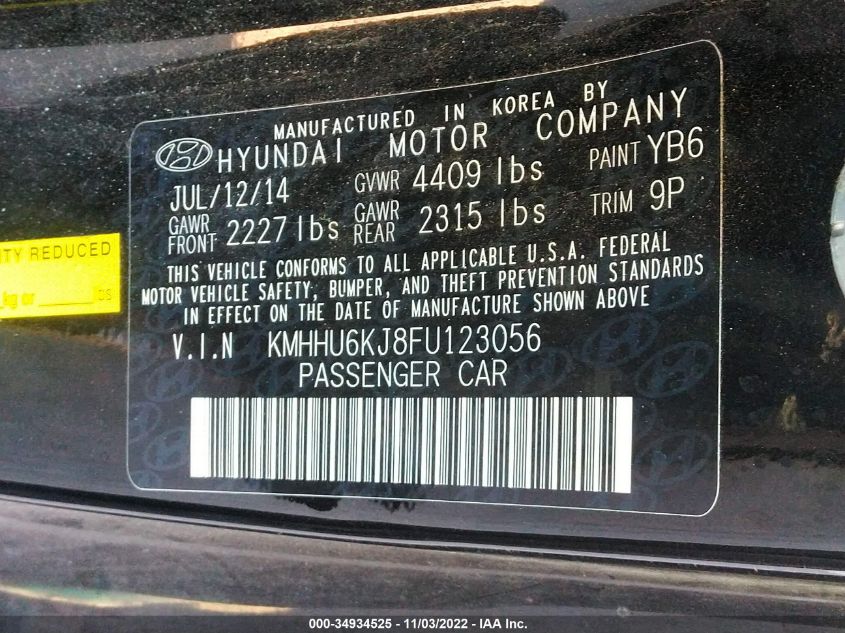 MANUFACTURED IN KOREA BY
HYUNDAI MOTOR COMPANY
JUL/12/14 GVWR 4409 lbs PAINT YB6
GAWR FRONT 2227 lbs GAWR REAR 2315 lbs TRIM 9P
THIS VEHICLE CONFORMS TO ALL APPLICABLE U.S.A. FEDERAL
MOTOR VEHICLE SAFETY, BUMPER, AND THEFT PREVENTION STANDARDS
IN EFFECT ON THE DATE OF MANUFACTURE SHOWN ABOVE
V.I.N KMHHU6KJ8FU123056
PASSENGER CAR
REDUCED
kg or
000-34934525 - 11/03/2022 - IAA Inc.